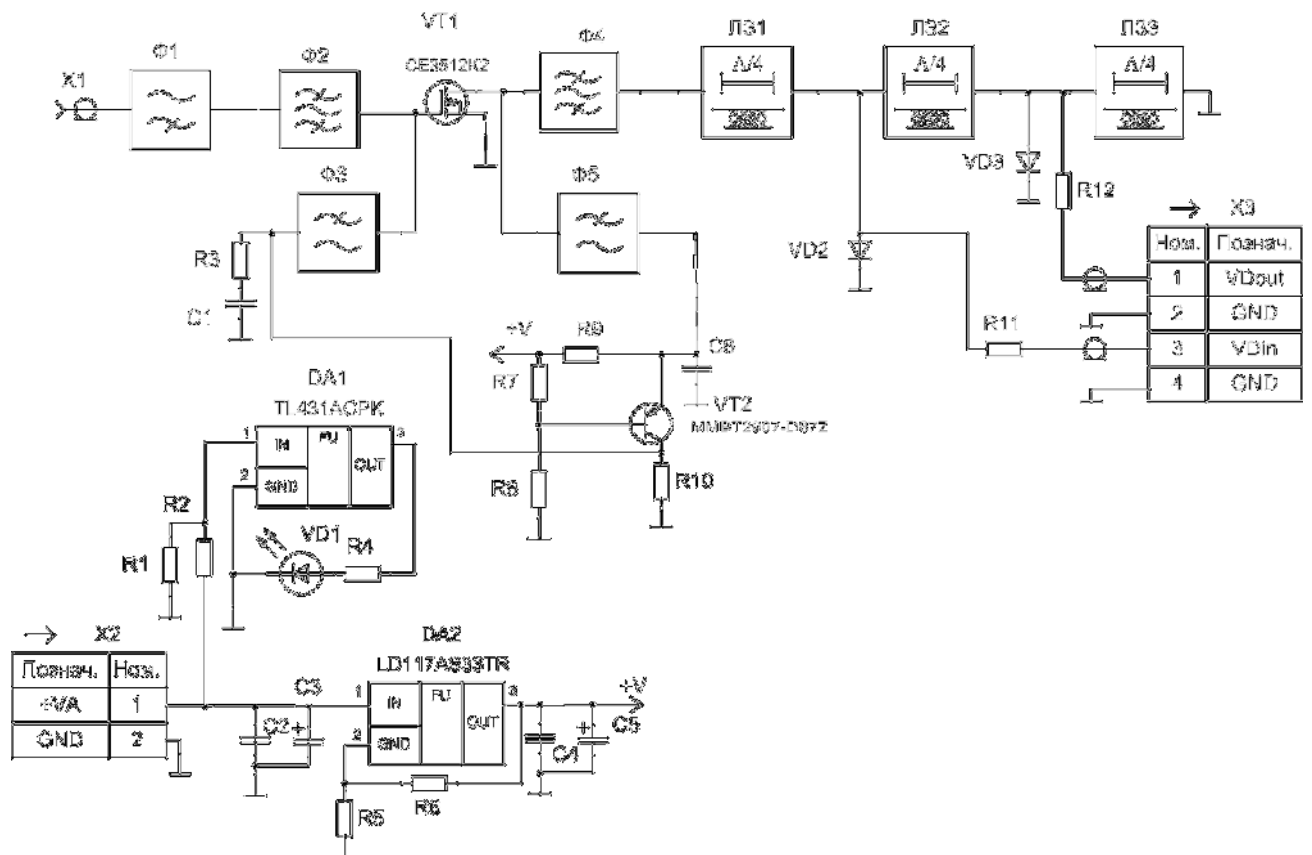 VT1
Ф1
Ф2
CE3512K2
Ф4
ЛЗ1
ЛЗ2
ЛЗ3
X1
Λ/4
Λ/4
Λ/4
Ф3
Ф5
VD3
R12
X3
R3
C1
VD2
Ном.
Познач.
1
VDout
2
GND
3
VDin
4
GND
R11
+V
R9
C8
R7
VT2
DA1
TL431ACPK
1
IN
PU
3
OUT
2
GND
R2
R8
R10
VD1
R4
R1
X2
DA2
LD117AS33TR
Познач.
Ном.
+VA
1
GND
2
C3
C2
+
1
IN
PU
3
OUT
2
GND
+V
+
C5
C4
R6
R5